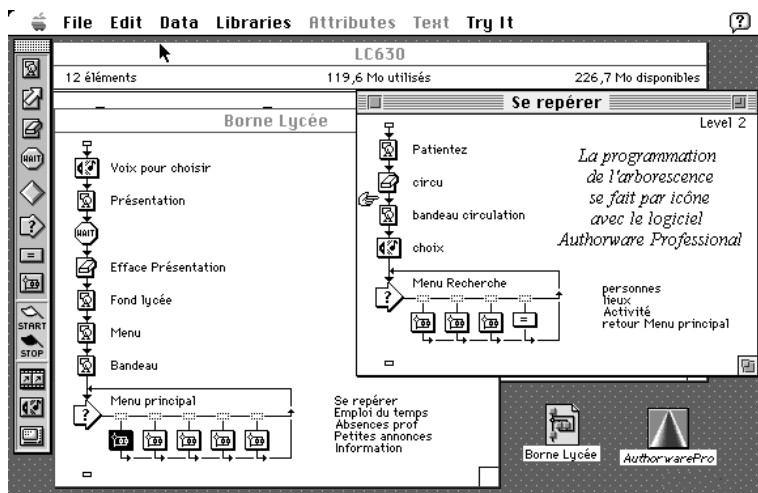 File Edit Data Libraries Attributes Text Try It
LC630
12 éléments 119,6 Mo utilisés 226,7 Mo disponibles
Borne Lycée
Voix pour choisir
Présentation
WAIT
Efface Présentation
Fond lycée
Menu
Bandeau
Menu principal
?
Se repérer
Emploi du temps
Absences prof
Petites annonces
Information
Se repérer
Level 2
Patientez
circu
bandeau circulation
choix
Menu Recherche
?
personnes
lieux
Activité
retour Menu principal
=
La programmation
de l'arborescence
se fait par icône
avec le logiciel
Authorware Professional
WAIT
?
=
START
STOP
Borne Lycée
AuthorwarePro
?